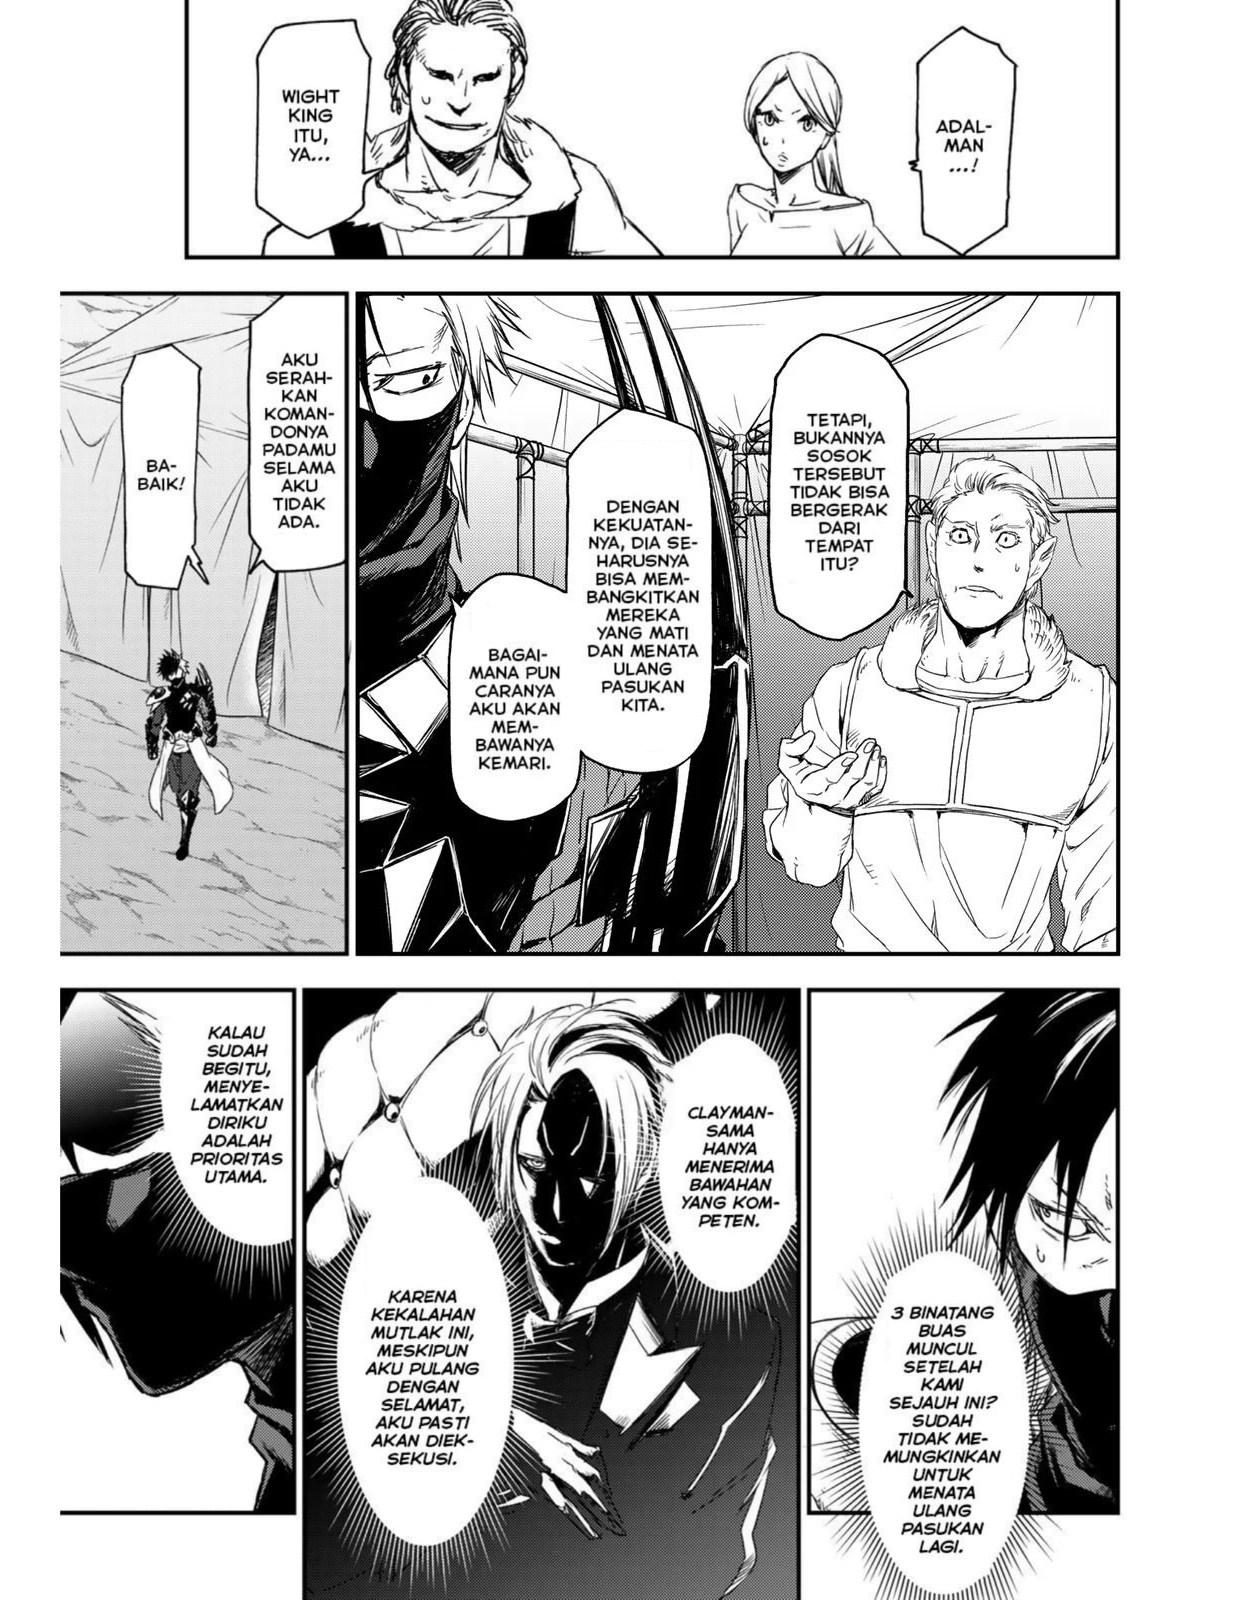 ADAL-
MAN
...!
WIGHT
KING
ITU,
YA...
TETAPI,
BUKANNYA
SOSOK
TERSEBUT
TIDAK BISA
BERGERAK
DARI
TEMPAT
ITU?
DENGAN
KEKUATAN-
NYA, DIA SE-
HARUSNYA
BISA MEM-
BANGKITKAN
MEREKA
YANG MATI
DAN MENATA
ULANG
PASUKAN
KITA.
BAGAI-
MANA PUN
CARANYA
AKU AKAN
MEM-
BAWANYA
KEMARI.
AKU
SERAH-
KAN
KOMAN-
DONYA
PADAMU
SELAMA
AKU
TIDAK
ADA.
BA-
BAIK!
3 BINATANG
BUAS
MUNCUL
SETELAH
KAMI
SEJAUH INI?
SUDAH
TIDAK ME-
MUNGKINKAN
UNTUK
MENATA
ULANG
PASUKAN
LAGI.
CLAYMAN-
SAMA
HANYA
MENERIMA
BAWAHAN
YANG KOM-
PETEN.
KARENA
KEKALAHAN
MUTLAK INI,
MESKIPUN
AKU PULANG
DENGAN
SELAMAT,
AKU PASTI
AKAN DIEK-
SEKUSI.
KALAU
SUDAH
BEGITU,
MENYE-
LAMATKAN
DIRIKU
ADALAH
PRIORITAS
UTAMA.